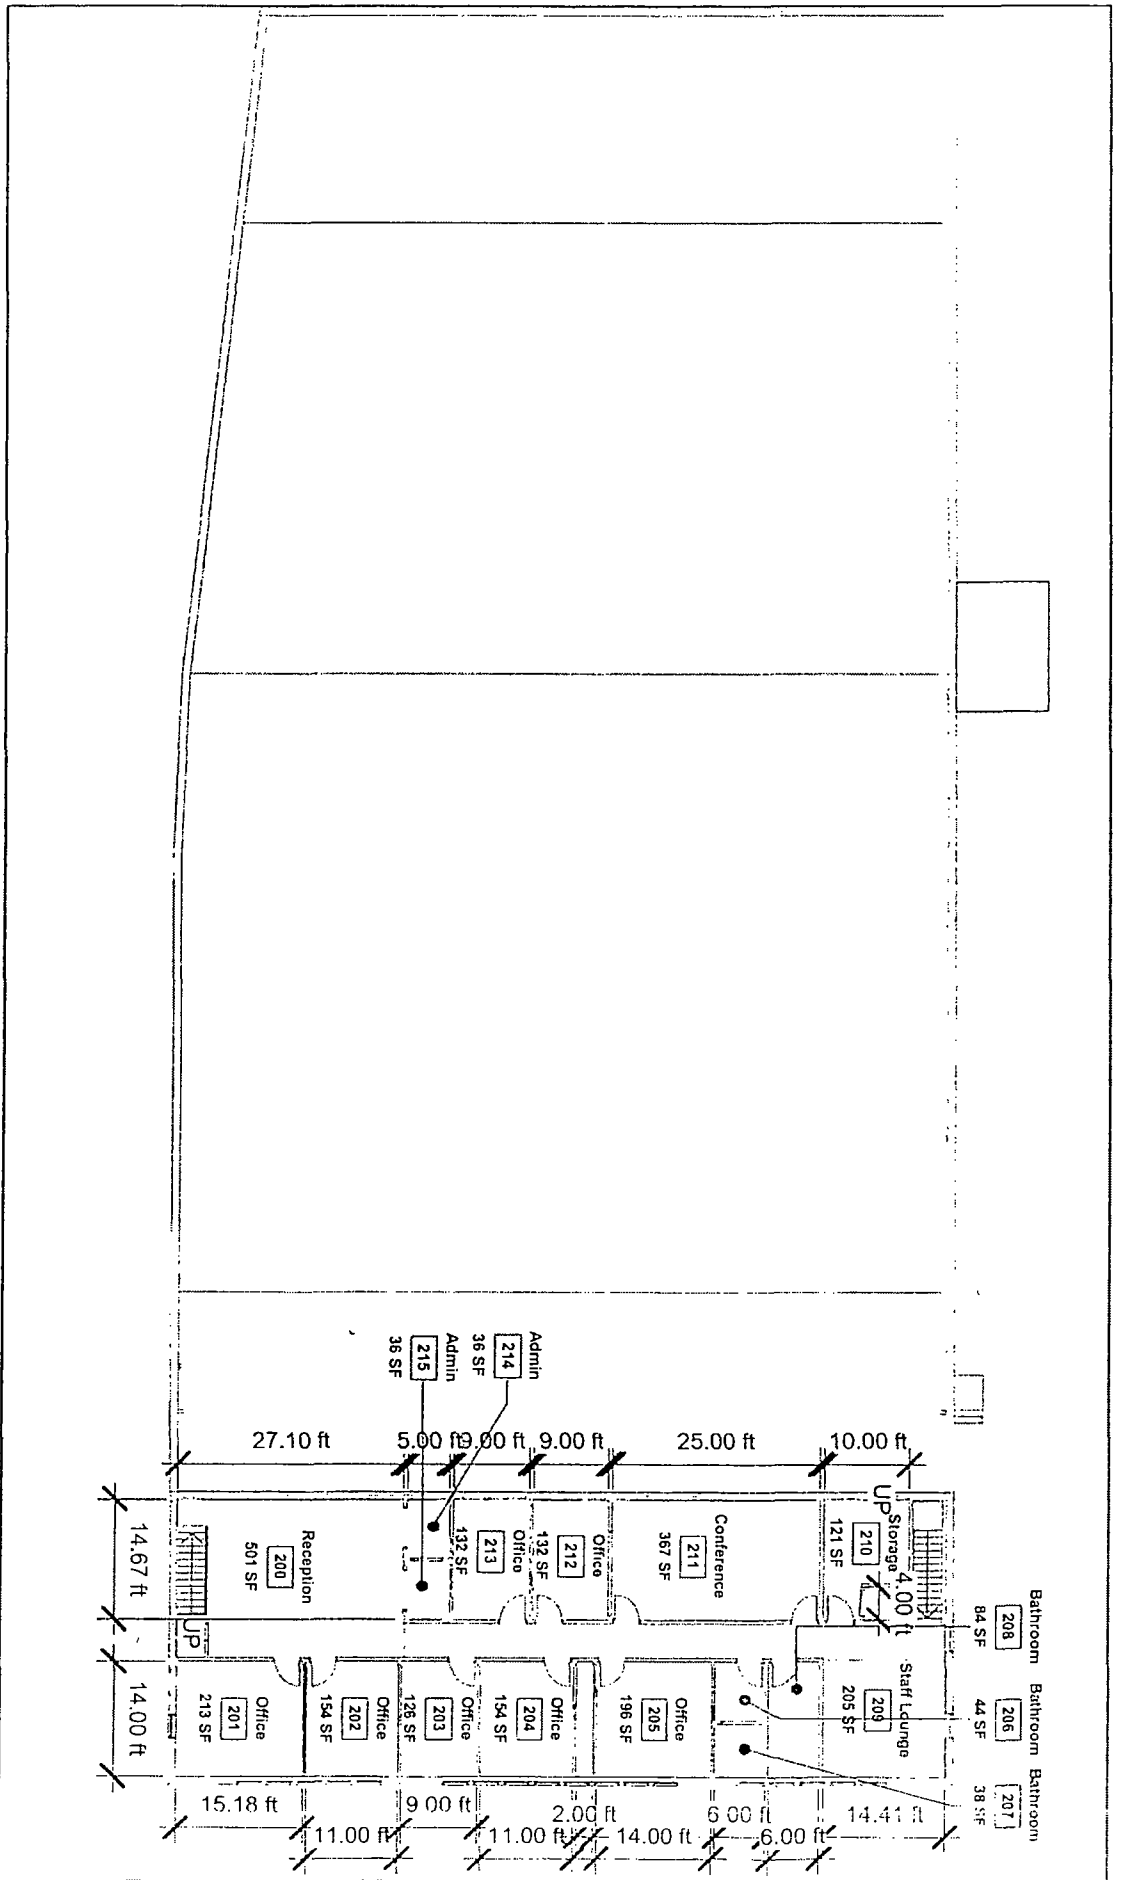 Admin
214
36 SF
Admin
215
36 SF
27.10 ft
5.00 ft
9.00 ft
9.00 ft
25.00 ft
10.00 ft
14.67 ft
14.00 ft
Reception
200
501 SF
UP
Office
213
132 SF
Office
212
132 SF
Conference
211
367 SF
UP
Storage
210
121 SF
4.00 ft
Office
201
213 SF
Office
202
154 SF
Office
203
126 SF
Office
204
154 SF
Office
205
196 SF
Staff Lounge
209
205 SF
Bathroom
208
84 SF
Bathroom
206
44 SF
Bathroom
207
38 SF
15.18 ft
11.00 ft
9.00 ft
11.00 ft
2.00 ft
14.00 ft
6.00 ft
6.00 ft
14.41 ft